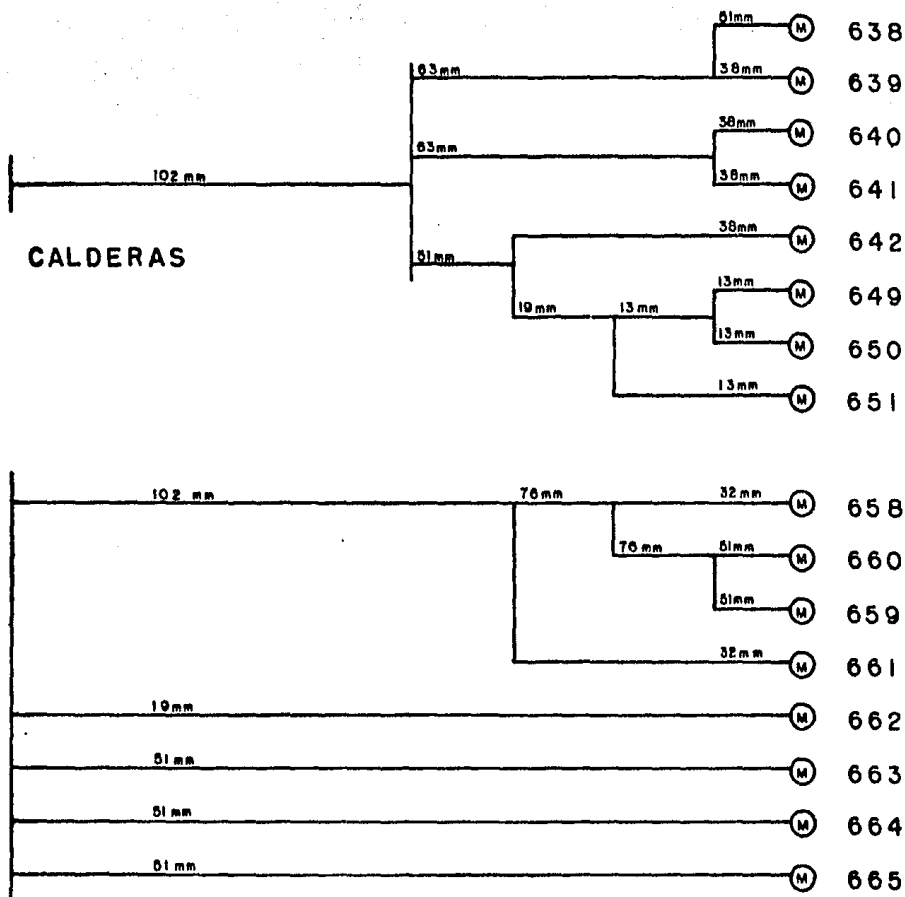 51mm
M 638
63mm 38mm M 639
38mm M 640
63mm
102 mm 38mm M 641
38mm M 642
CALDERAS
51mm
13mm M 649
19mm 13mm
13mm M 650
13mm M 651
102 mm 76mm 32mm M 658
76mm 51mm M 660
51mm M 659
32mm M 661
19mm M 662
51mm M 663
51mm M 664
51mm M 665